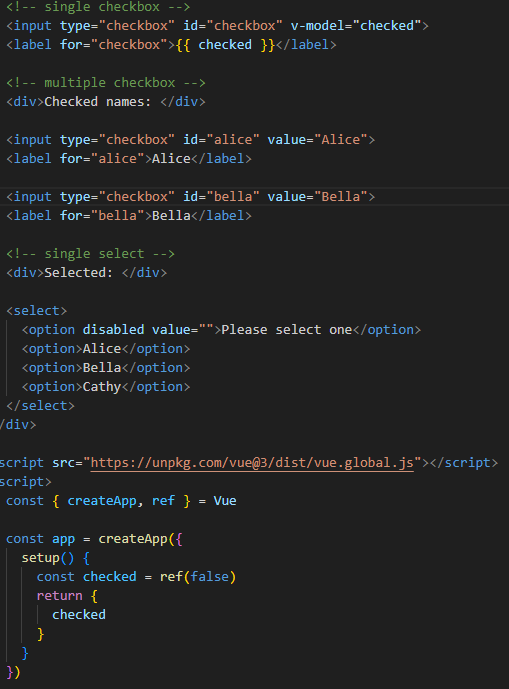 <!-- single checkbox -->
<input type="checkbox" id="checkbox" v-model="checked">
<label for="checkbox">{{ checked }}</label>
<!-- multiple checkbox -->
<div>Checked names: </div>
<input type="checkbox" id="alice" value="Alice">
<label for="alice">Alice</label>
<input type="checkbox" id="bella" value="Bella">
<label for="bella">Bella</label>
<!-- single select -->
<div>Selected: </div>
<select>
<option disabled value="">Please select one</option>
<option>Alice</option>
<option>Bella</option>
<option>Cathy</option>
</select>
/div>
script src="https://unpkg.com/vue@3/dist/vue.global.js"></script>
script>
const { createApp, ref } = Vue
const app = createApp({
setup() {
const checked = ref(false)
return {
checked
}
}
})